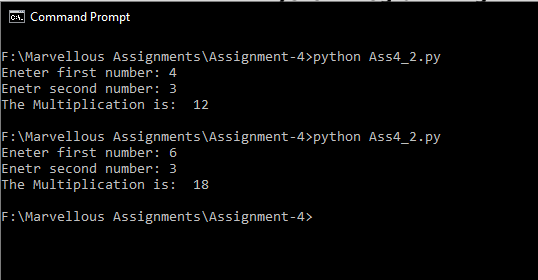 Command Prompt
F:\Marvellous Assignments\Assignment-4>python Ass4_2.py
Eneter first number: 4
Enetr second number: 3
The Multiplication is:  12
F:\Marvellous Assignments\Assignment-4>python Ass4_2.py
Eneter first number: 6
Enetr second number: 3
The Multiplication is:  18
F:\Marvellous Assignments\Assignment-4>